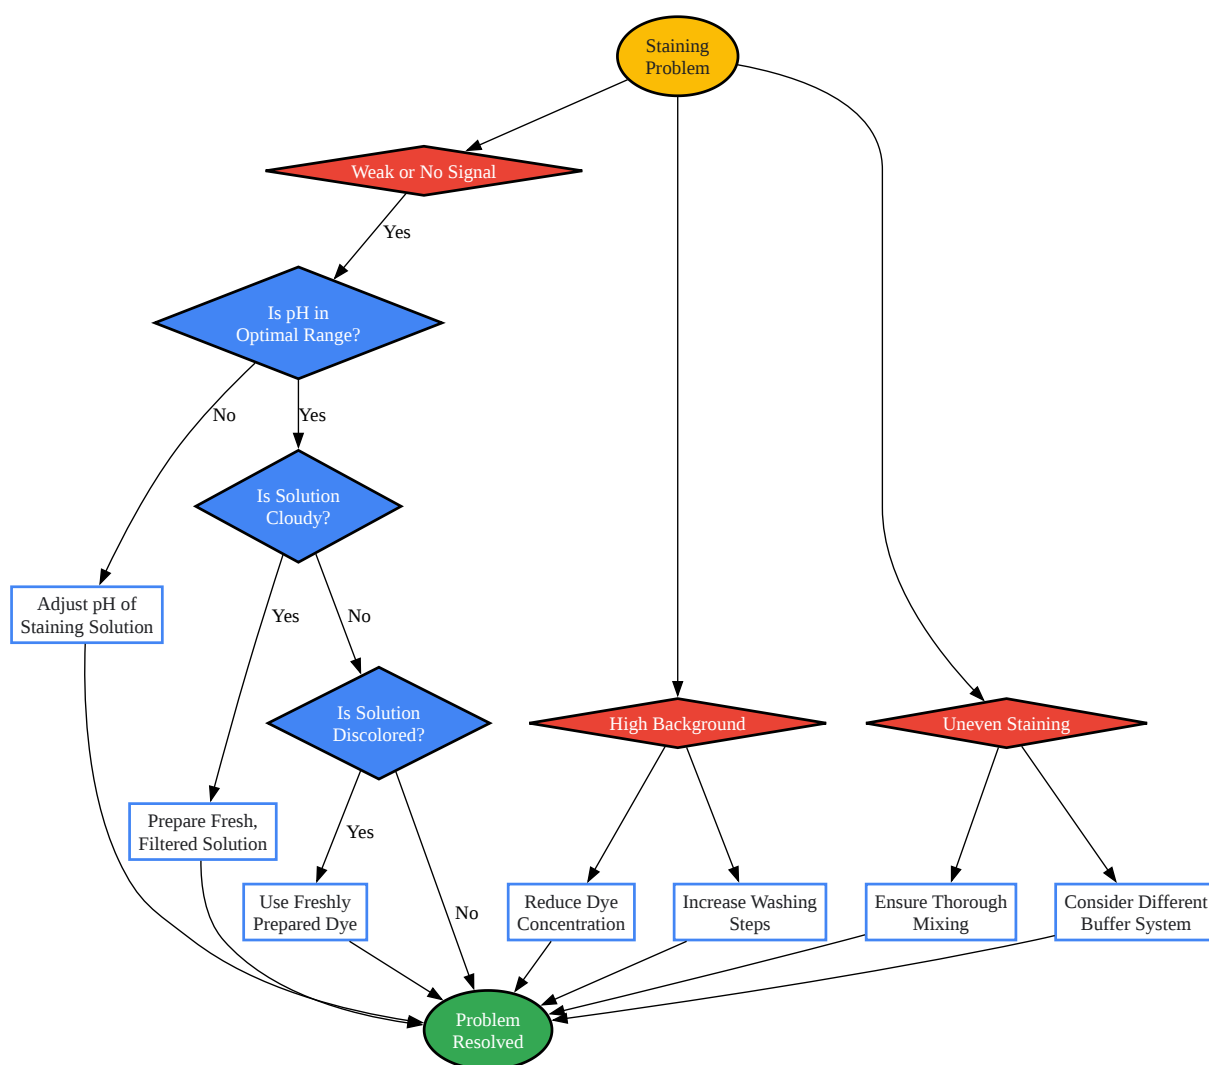 Staining
Problem
Weak or No Signal
Yes
Is pH in
Optimal Range?
No
Yes
Is Solution
Cloudy?
Adjust pH of
Staining Solution
Yes
No
Is Solution
Discolored?
High Background
Uneven Staining
Prepare Fresh,
Filtered Solution
Yes
Use Freshly
Prepared Dye
No
Reduce Dye
Concentration
Increase Washing
Steps
Ensure Thorough
Mixing
Consider Different
Buffer System
Problem
Resolved